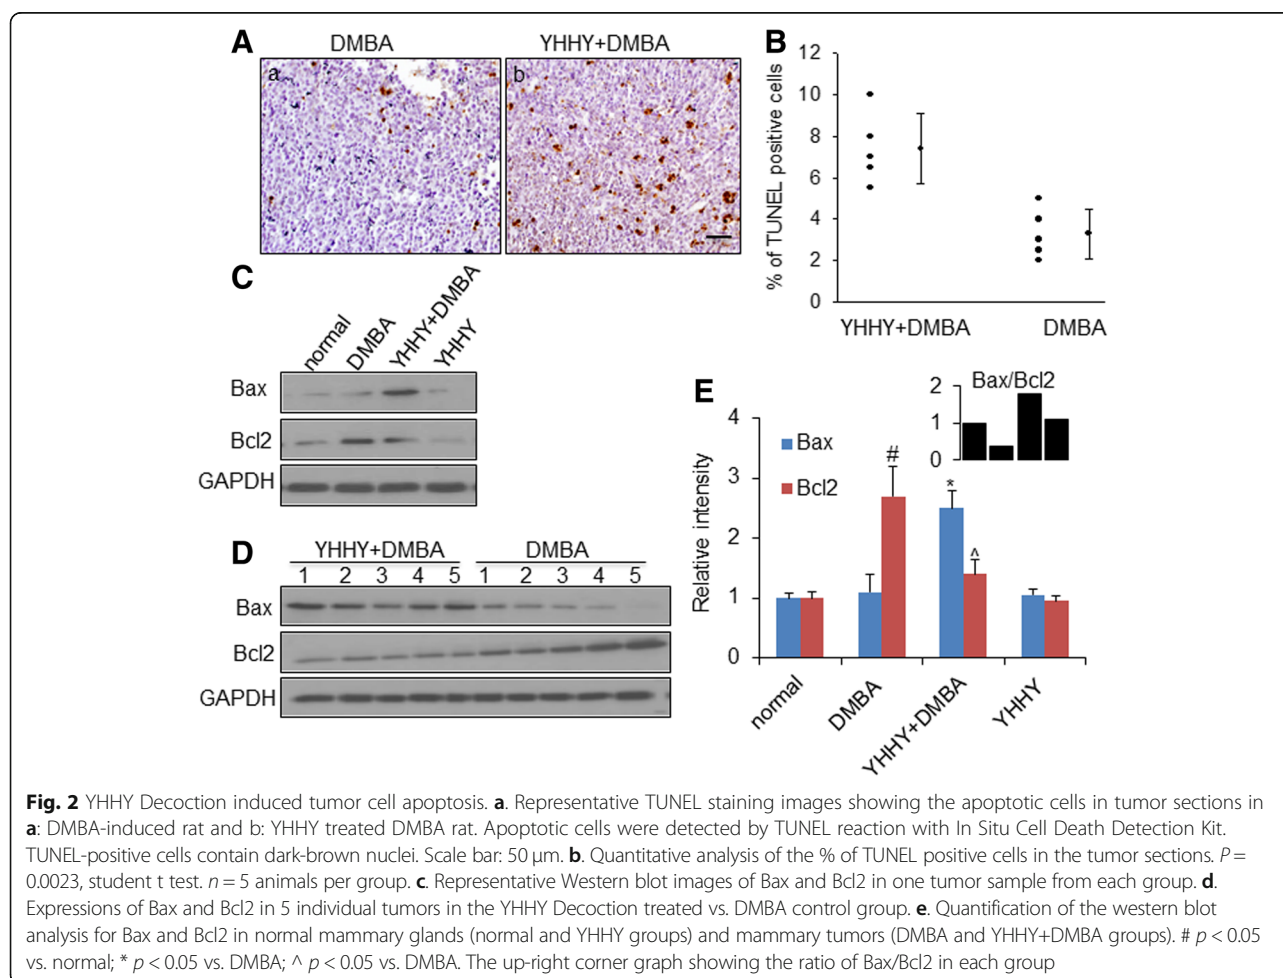 A
DMBA
YHHY+DMBA
a
b
B
% of TUNEL positive cells
12
10
8
6
4
2
0
YHHY+DMBA
DMBA
C
normal
DMBA
YHHY+DMBA
YHHY
Bax
Bcl2
GAPDH
D
YHHY+DMBA
DMBA
1 2 3 4 5 1 2 3 4 5
Bax
Bcl2
GAPDH
E
Relative intensity
4
3
2
1
0
Bax
Bcl2
#
*
^
Bax/Bcl2
2
1
0
normal
DMBA
YHHY+DMBA
YHHY
Fig. 2 YHHY Decoction induced tumor cell apoptosis. a. Representative TUNEL staining images showing the apoptotic cells in tumor sections in
a: DMBA-induced rat and b: YHHY treated DMBA rat. Apoptotic cells were detected by TUNEL reaction with In Situ Cell Death Detection Kit.
TUNEL-positive cells contain dark-brown nuclei. Scale bar: 50 μm. b. Quantitative analysis of the % of TUNEL positive cells in the tumor sections. P =
0.0023, student t test. n = 5 animals per group. c. Representative Western blot images of Bax and Bcl2 in one tumor sample from each group. d.
Expressions of Bax and Bcl2 in 5 individual tumors in the YHHY Decoction treated vs. DMBA control group. e. Quantification of the western blot
analysis for Bax and Bcl2 in normal mammary glands (normal and YHHY groups) and mammary tumors (DMBA and YHHY+DMBA groups). # p < 0.05
vs. normal; * p < 0.05 vs. DMBA; ^ p < 0.05 vs. DMBA. The up-right corner graph showing the ratio of Bax/Bcl2 in each group